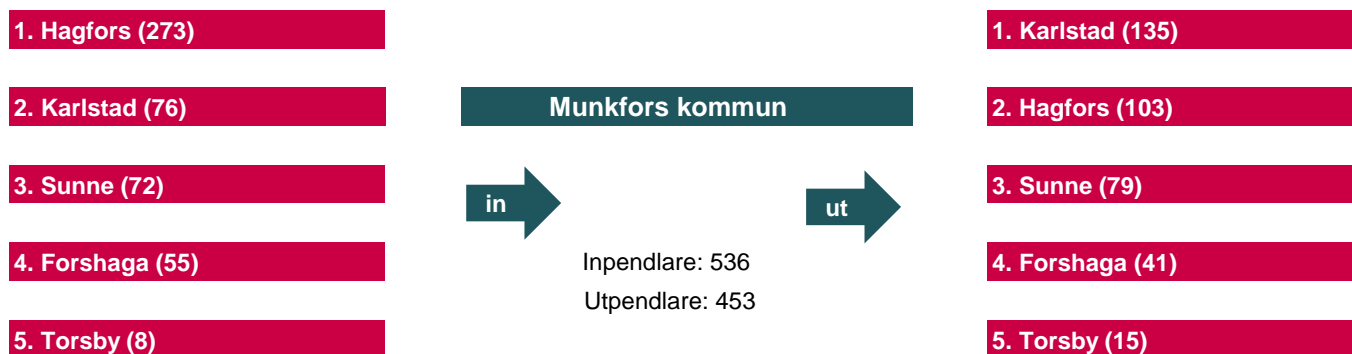 1. Hagfors (273)
2. Karlstad (76)
3. Sunne (72)
4. Forshaga (55)
5. Torsby (8)
Munkfors kommun
in
ut
Inpendlare: 536
Utpendlare: 453
1. Karlstad (135)
2. Hagfors (103)
3. Sunne (79)
4. Forshaga (41)
5. Torsby (15)